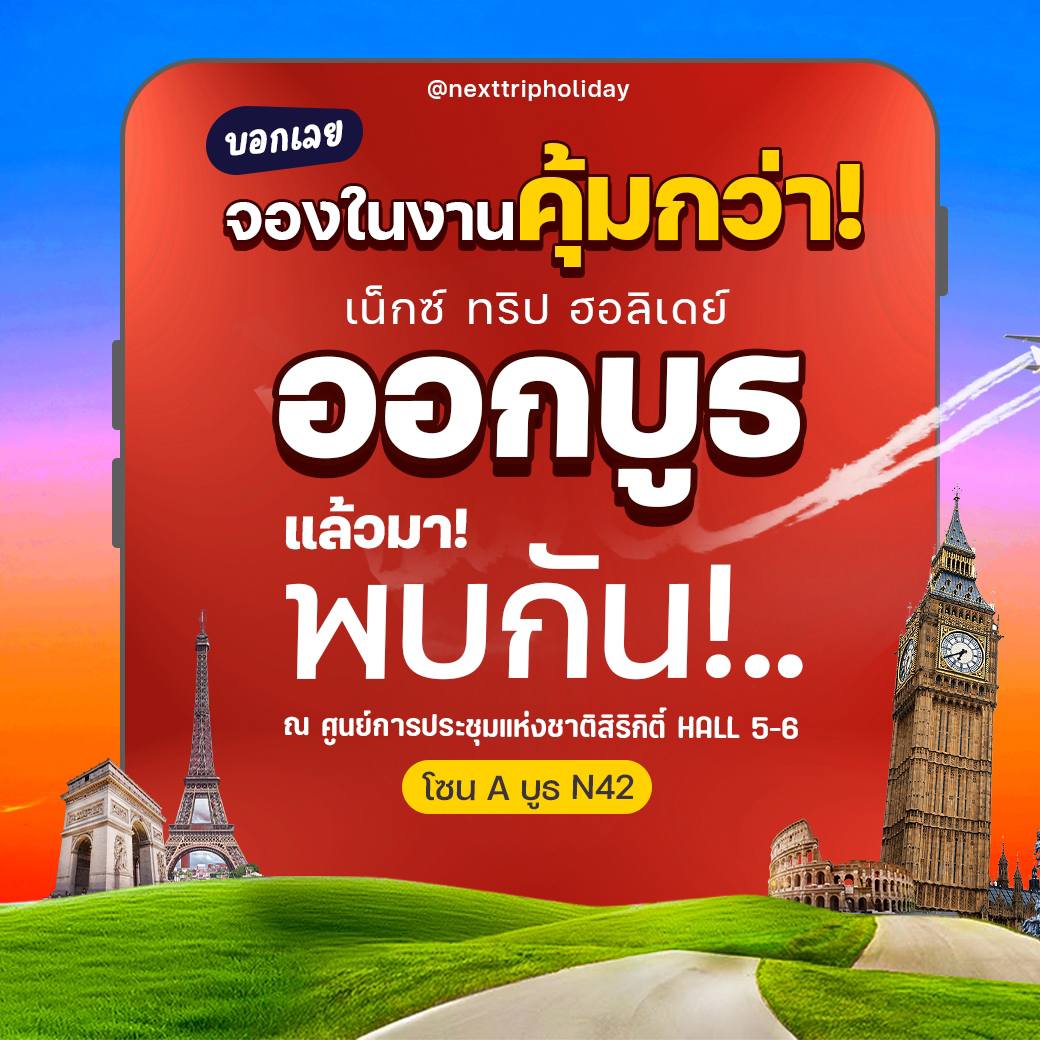 @nexttripholiday
บอกเลย
จองในงานคุ้มกว่า!
เน็กซ์ ทริป ฮอลิเดย์
ออกบูธ
แล้วมา!
พบกัน!..
ณ ศูนย์การประชุมแห่งชาติสิริกิติ์ HALL 5-6
โซน A บูธ N42